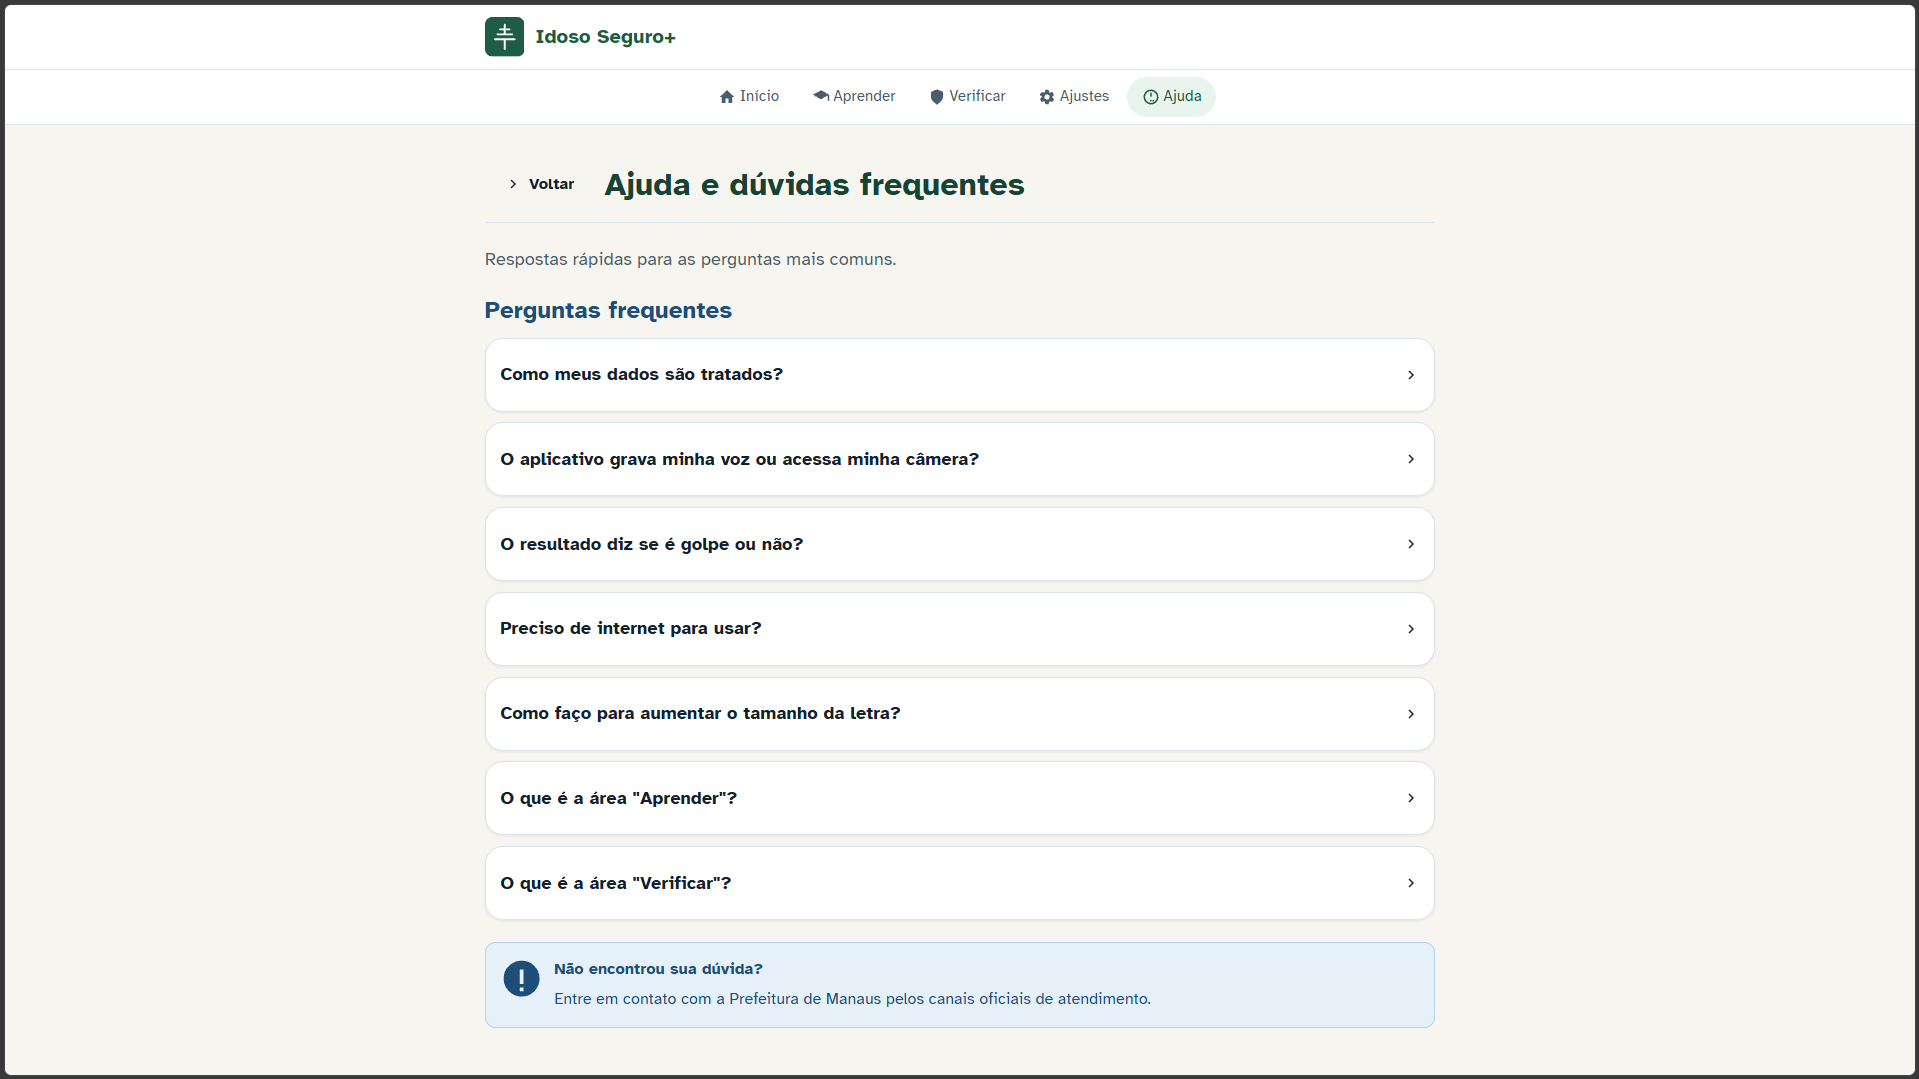 Idoso Seguro+
Início
Aprender
Verificar
Ajustes
Ajuda
Voltar
Ajuda e dúvidas frequentes
Respostas rápidas para as perguntas mais comuns.
Perguntas frequentes
Como meus dados são tratados?
O aplicativo grava minha voz ou acessa minha câmera?
O resultado diz se é golpe ou não?
Preciso de internet para usar?
Como faço para aumentar o tamanho da letra?
O que é a área "Aprender"?
O que é a área "Verificar"?
Não encontrou sua dúvida?
Entre em contato com a Prefeitura de Manaus pelos canais oficiais de atendimento.